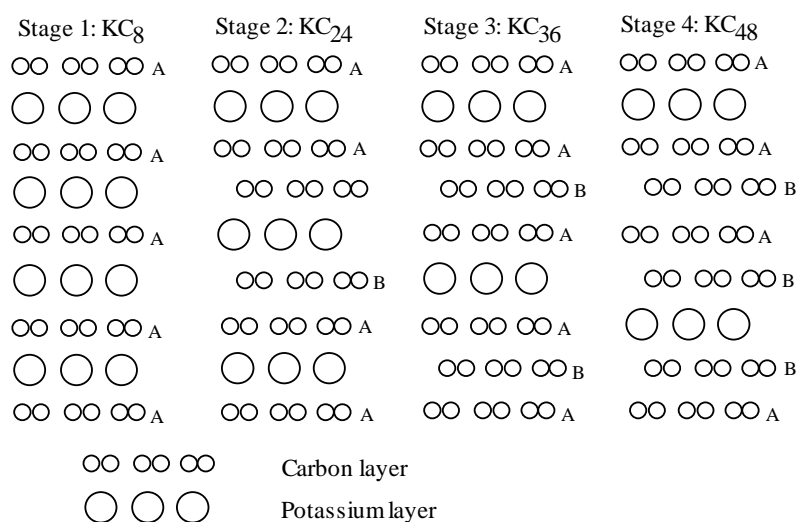 Stage 1: KC8 Stage 2: KC24 Stage 3: KC36 Stage 4: KC48
A A A A
A A A A
B B
A A A
B B
A A A
B B
A A A A
Carbon layer
Potassium layer